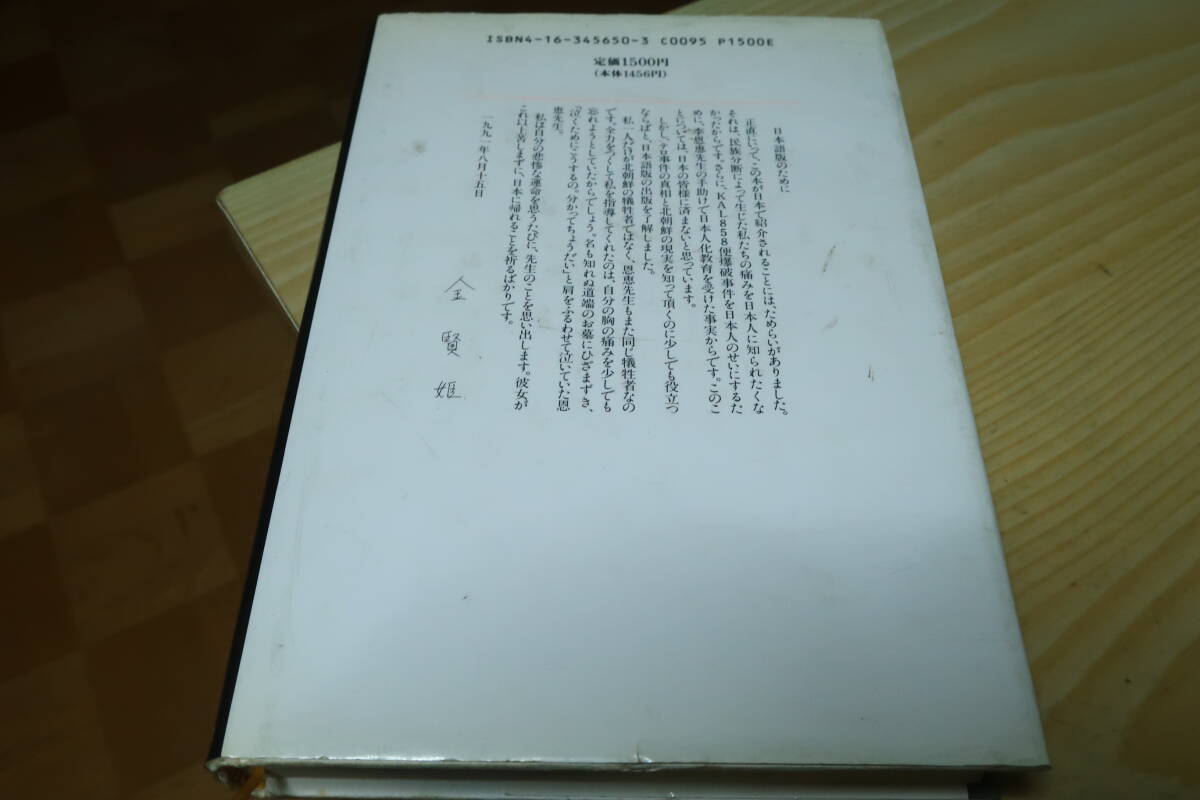 ISBN4-16-345650-3 C0095 P1500E
定価1500円
(本体1456円)
日本語版のために
正直にいって、この本が日本で紹介されることには、ためらいがありました。
それは、民族分断によって生じた私たちの痛みを日本人に知られたくな
かったからです。さらに、KAL858便爆破事件を日本人のせいにするた
めに、李恩恵先生の手助けで日本人化教育を受けた事実からです。このこ
とについては、日本の皆様に済まないと思っています。
しかし、テロ事件の真相と北朝鮮の現実を知って頂くのに少しでも役立つ
ならばと、日本語版の出版を了解しました。
私一人だけが北朝鮮の犠牲者ではなく、恩恵先生もまた同じ犠牲者なの
です。全力をつくして私を指導してくれたのは、自分の胸の痛みを少しでも
忘れようとしていたからでしょう。名も知れぬ道端のお墓にひざまずき、
「泣くためにこうするの。分かってちょうだい」と肩をふるわせて泣いていた恩
恵先生。
私は自分の悲惨な運命を思うたびに、先生のことを思い出します。彼女が
これ以上苦しまずに、日本に帰れることを祈るばかりです。
一九九一年八月十五日
金賢姫